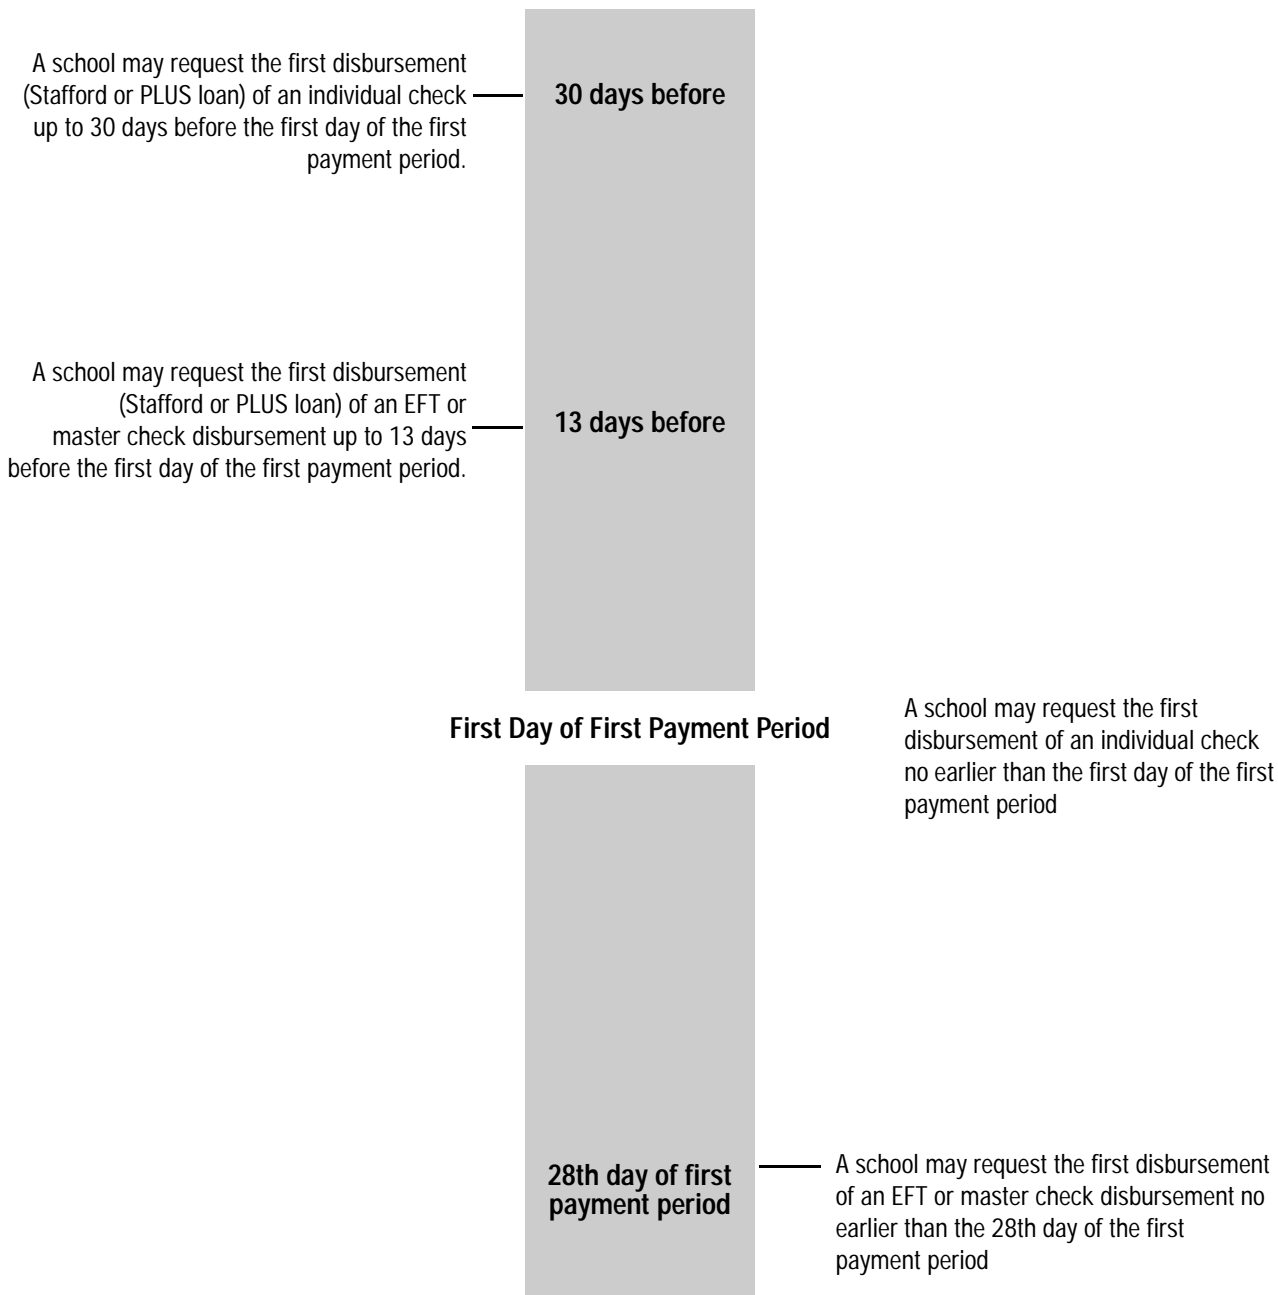 A school may request the first disbursement
(Stafford or PLUS loan) of an individual check
up to 30 days before the first day of the first
payment period.
30 days before
A school may request the first disbursement
(Stafford or PLUS loan) of an EFT or
master check disbursement up to 13 days
before the first day of the first payment period.
13 days before
First Day of First Payment Period
A school may request the first
disbursement of an individual check
no earlier than the first day of the first
payment period
28th day of first
payment period
A school may request the first disbursement
of an EFT or master check disbursement no
earlier than the 28th day of the first
payment period